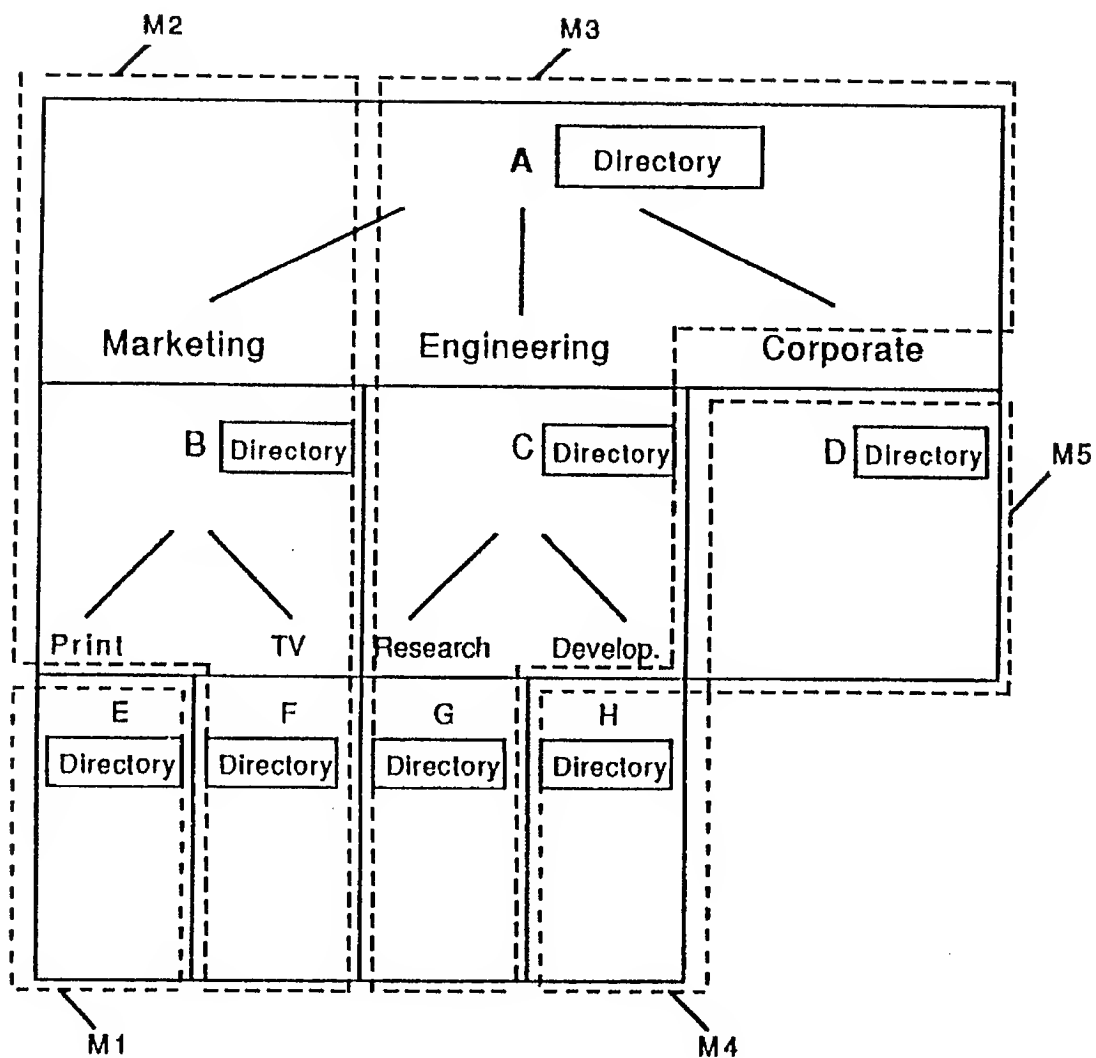 M2 M3
A Directory
Marketing Engineering Corporate
B Directory C Directory D Directory
M5
Print TV Research Develop.
E F G H
Directory Directory Directory Directory
M1 M4